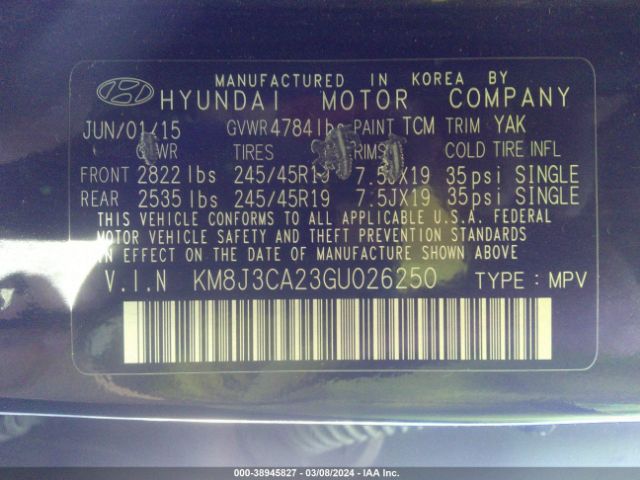 MANUFACTURED IN KOREA BY
HYUNDAI MOTOR COMPANY
JUN/01/15 GVWR 4784lbs PAINT TCM TRIM YAK
GAWR TIRES RIMS COLD TIRE INFL
FRONT 2822 lbs 245/45R19 7.5JX19 35psi SINGLE
REAR 2535 lbs 245/45R19 7.5JX19 35psi SINGLE
THIS VEHICLE CONFORMS TO ALL APPLICABLE U.S.A. FEDERAL
MOTOR VEHICLE SAFETY AND THEFT PREVENTION STANDARDS
IN EFFECT ON THE DATE OF MANUFACTURE SHOWN ABOVE.
V.I.N KM8J3CA23GU026250 TYPE : MPV
000-38945827 - 03/08/2024 - IAA Inc.